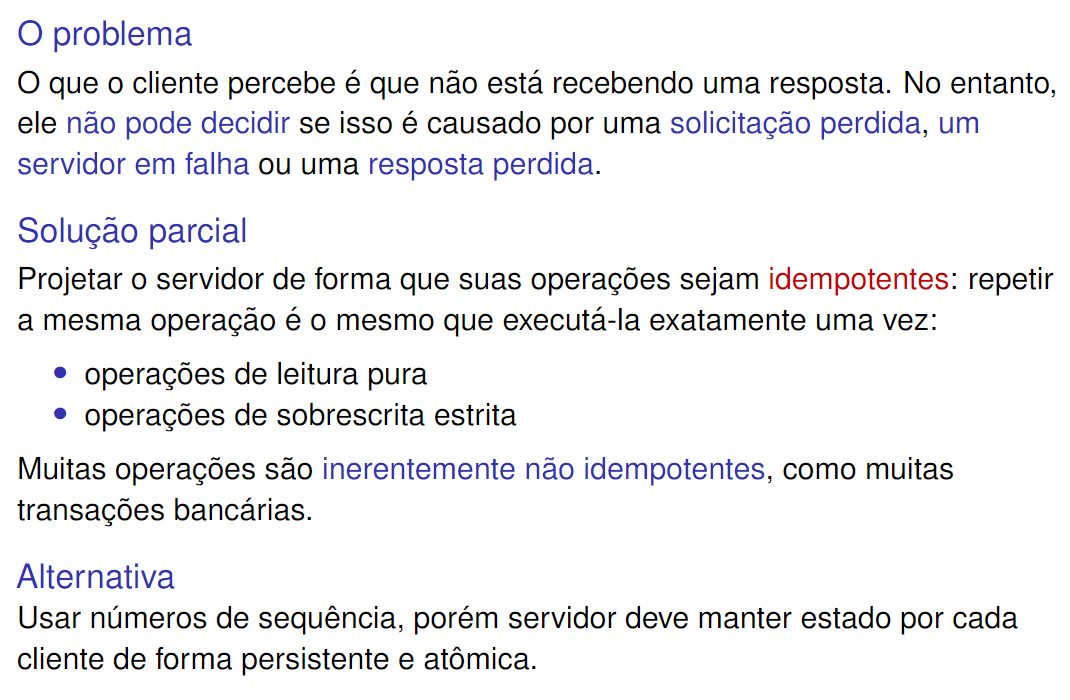 O problema
O que o cliente percebe é que não está recebendo uma resposta. No entanto,
ele não pode decidir se isso é causado por uma solicitação perdida, um
servidor em falha ou uma resposta perdida.
Solução parcial
Projetar o servidor de forma que suas operações sejam idempotentes: repetir
a mesma operação é o mesmo que executá-la exatamente uma vez:
• operações de leitura pura
• operações de sobrescrita estrita
Muitas operações são inerentemente não idempotentes, como muitas
transações bancárias.
Alternativa
Usar números de sequência, porém servidor deve manter estado por cada
cliente de forma persistente e atômica.